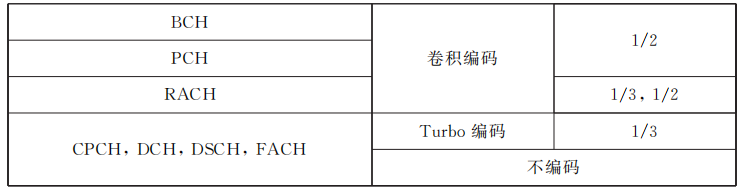 BCH
卷积编码
1/2
PCH
RACH
1/3, 1/2
CPCH, DCH, DSCH, FACH
Turbo 编码
1/3
不编码